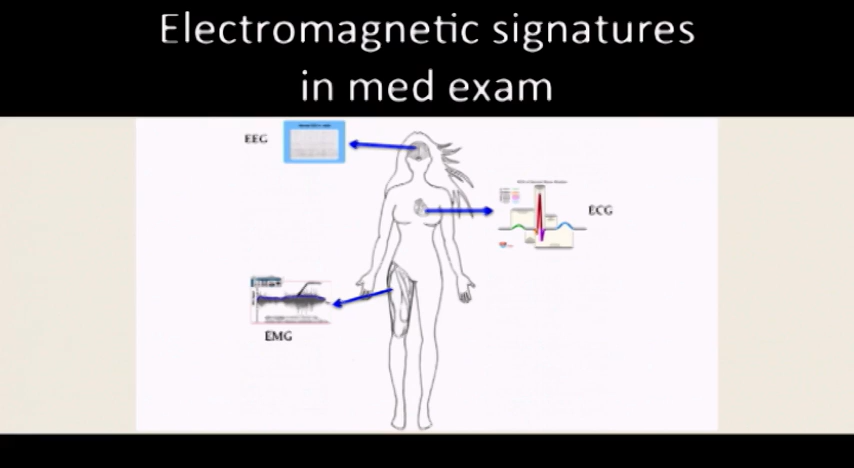 Electromagnetic signatures
in med exam
EEG
ECG
EMG